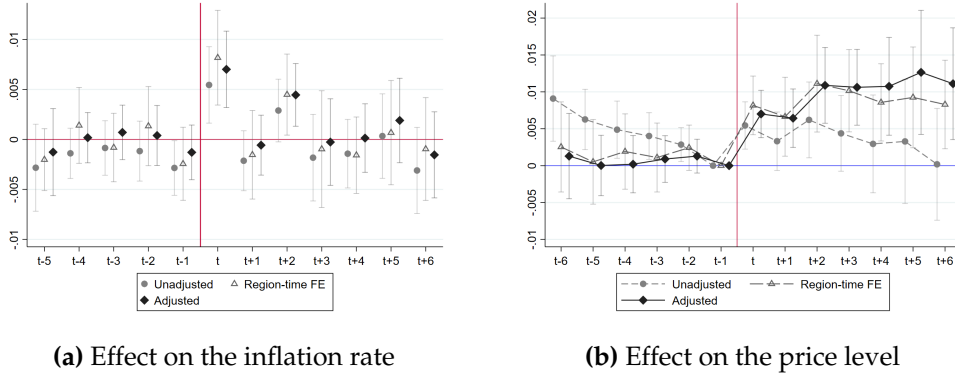 .01
.005
0
-.005
-.01
t-5 t-4 t-3 t-2 t-1 t t+1 t+2 t+3 t+4 t+5 t+6
Unadjusted Region-time FE
Adjusted
(a) Effect on the inflation rate
.02
.015
.01
.005
0
-.005
-.01
t-6 t-5 t-4 t-3 t-2 t-1 t t+1 t+2 t+3 t+4 t+5 t+6
Unadjusted Region-time FE
Adjusted
(b) Effect on the price level